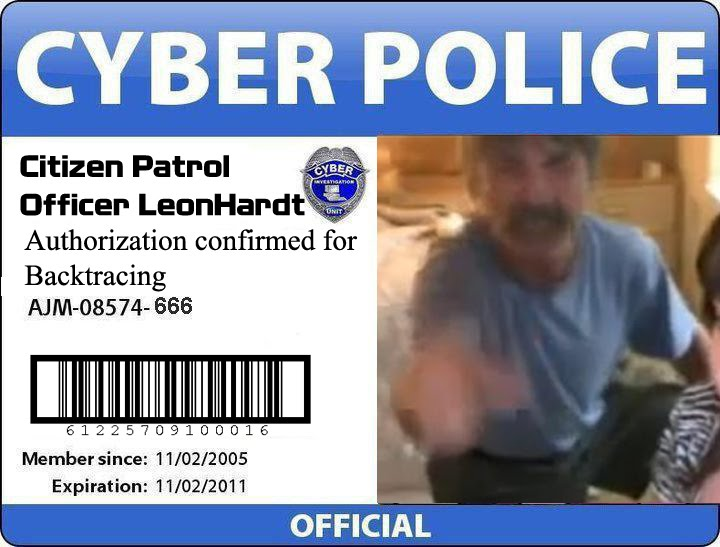 CYBER POLICE
Citizen Patrol
Officer LeonHardt
CYBER
INVESTIGATION
UNIT
Authorization confirmed for
Backtracing
AJM-08574-666
61225709100016
Member since: 11/02/2005
Expiration: 11/02/2011
OFFICIAL